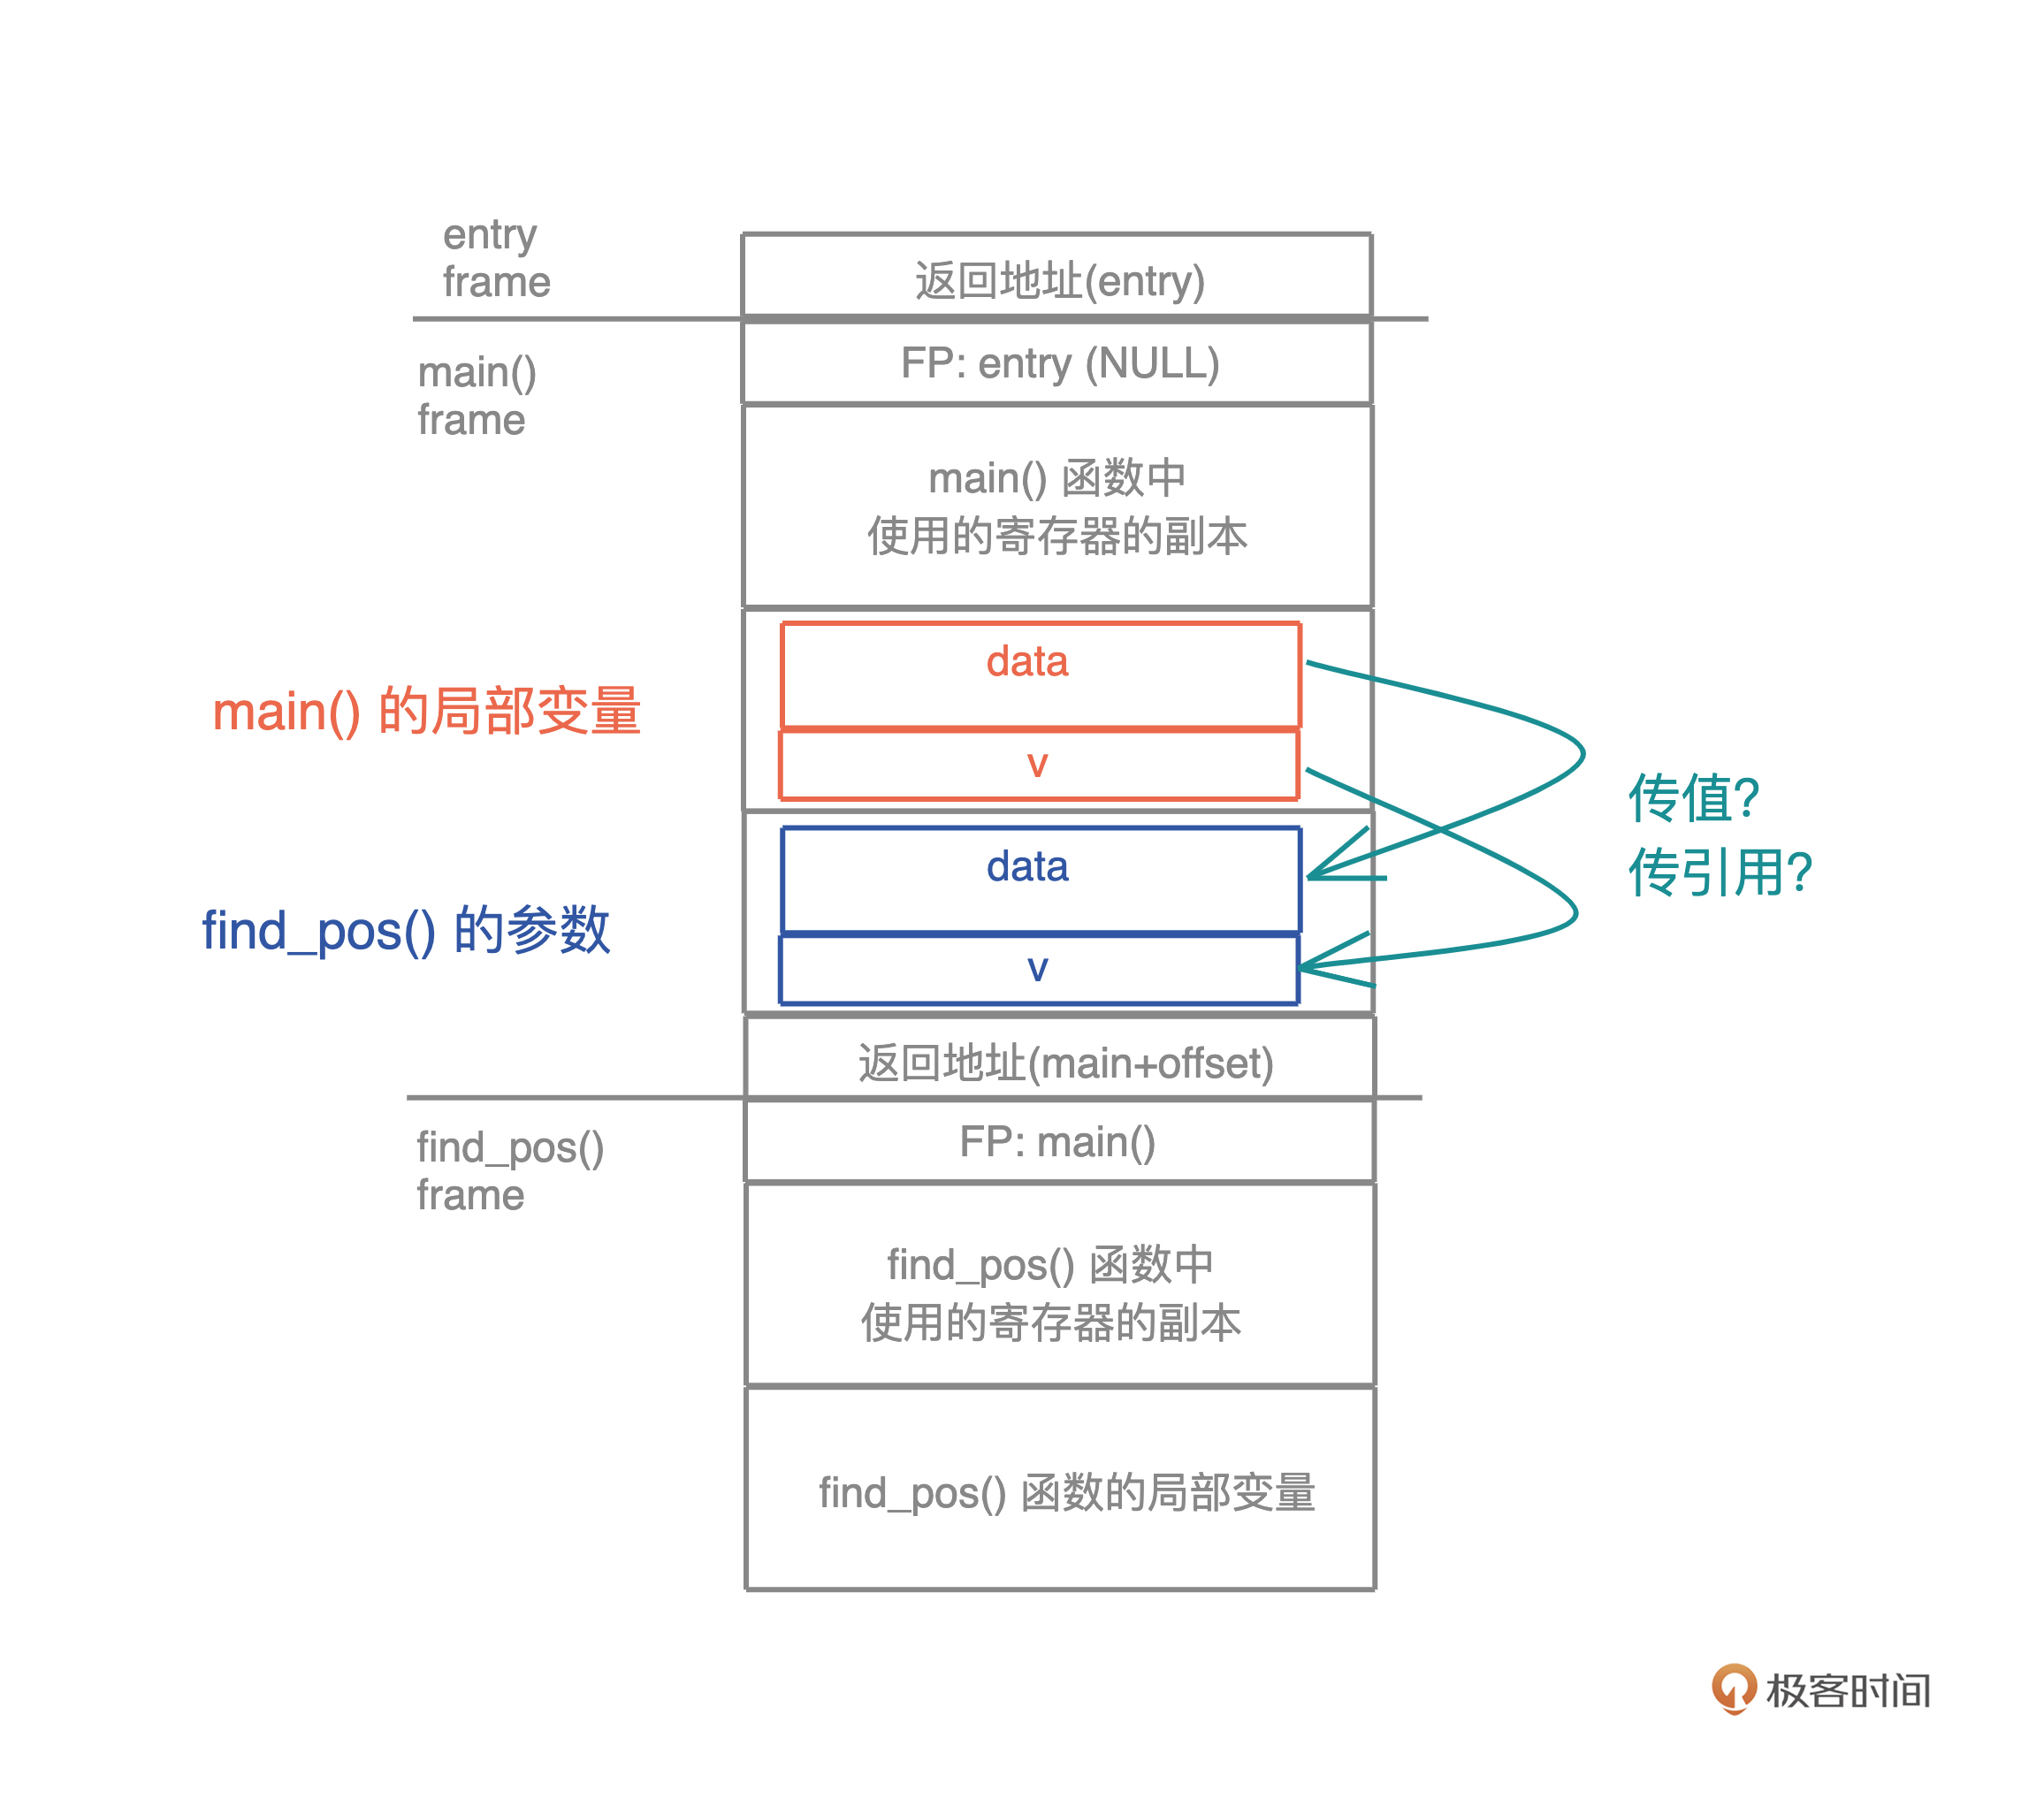 entry
frame
返回地址(entry)
main()
frame
FP: entry (NULL)
main() 函数中
使用的寄存器的副本
main() 的局部变量
data
v
传值?
传引用?
find_pos() 的参数
data
v
返回地址(main+offset)
find_pos()
frame
FP: main()
find_pos() 函数中
使用的寄存器的副本
find_pos() 函数的局部变量
极客时间